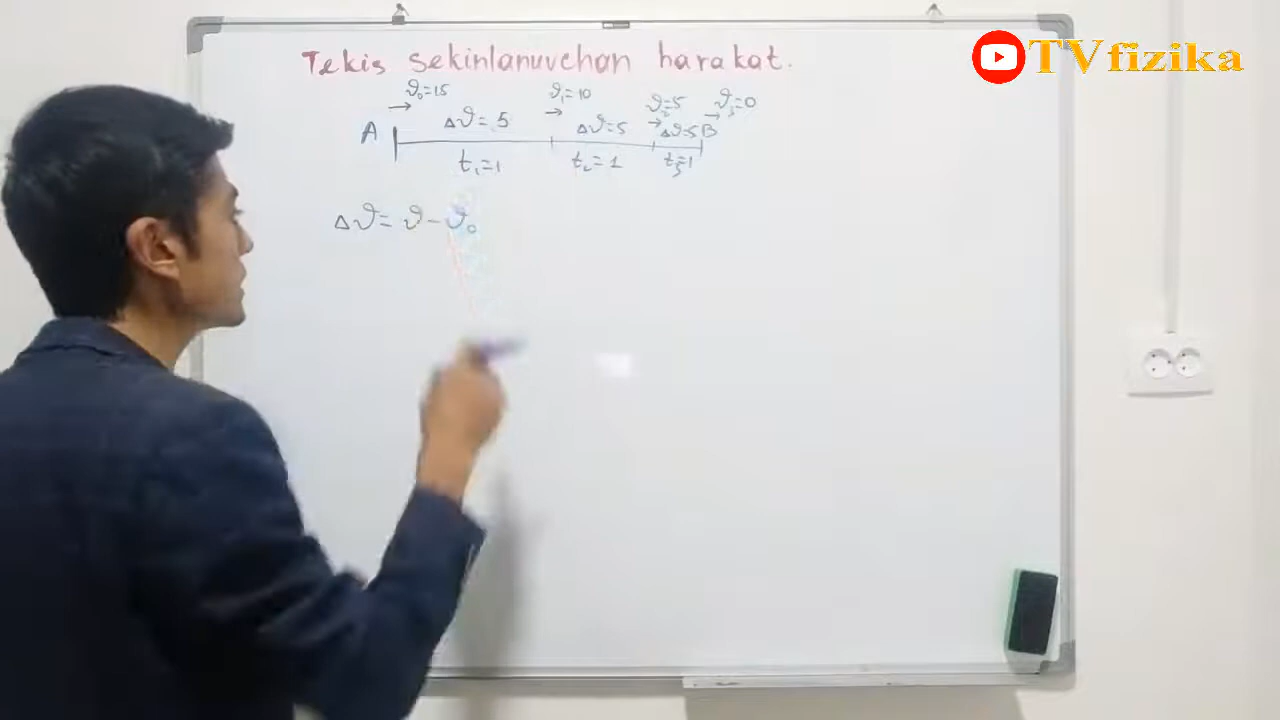 TVfizika
Tekis sekinlanuvchan harakat.
ϑ₀=15 ϑ₁=10 ϑ₂=5 ϑ₃=0
A Δϑ=5 Δϑ=5 Δϑ=5 B
t₁=1 t₂=1 t₃=1
Δϑ= ϑ-ϑ₀